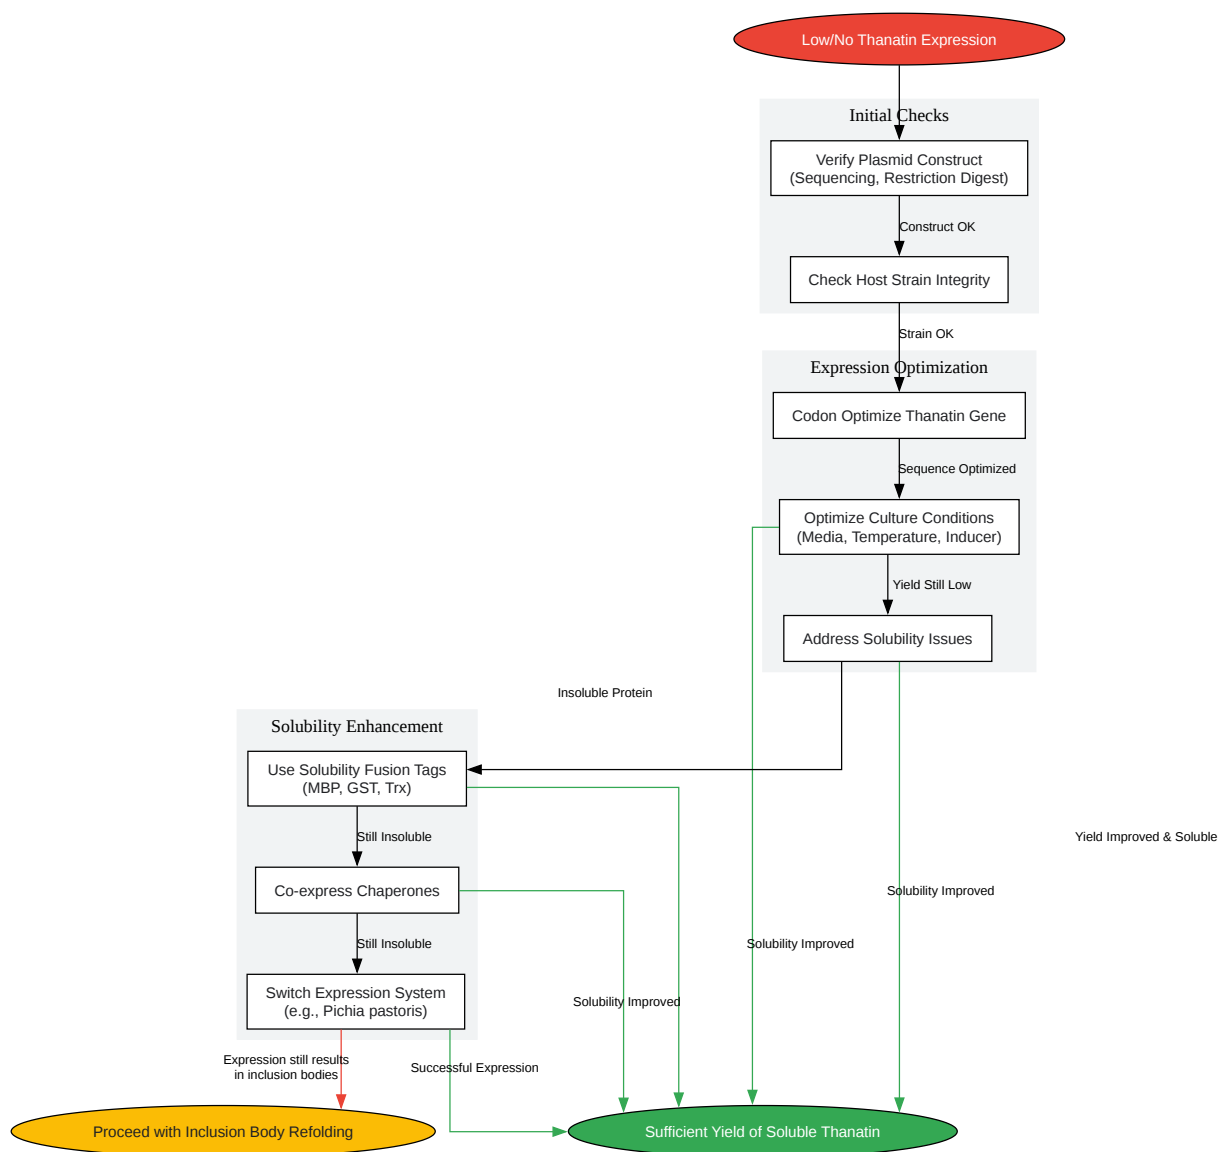 Low/No Thanatin Expression
Initial Checks
Verify Plasmid Construct
(Sequencing, Restriction Digest)
Construct OK
Check Host Strain Integrity
Strain OK
Expression Optimization
Codon Optimize Thanatin Gene
Sequence Optimized
Optimize Culture Conditions
(Media, Temperature, Inducer)
Yield Still Low
Address Solubility Issues
Insoluble Protein
Solubility Enhancement
Use Solubility Fusion Tags
(MBP, GST, Trx)
Still Insoluble
Yield Improved & Soluble
Co-express Chaperones
Solubility Improved
Still Insoluble
Solubility Improved
Switch Expression System
(e.g., Pichia pastoris)
Solubility Improved
Expression still results
in inclusion bodies
Successful Expression
Proceed with Inclusion Body Refolding
Sufficient Yield of Soluble Thanatin